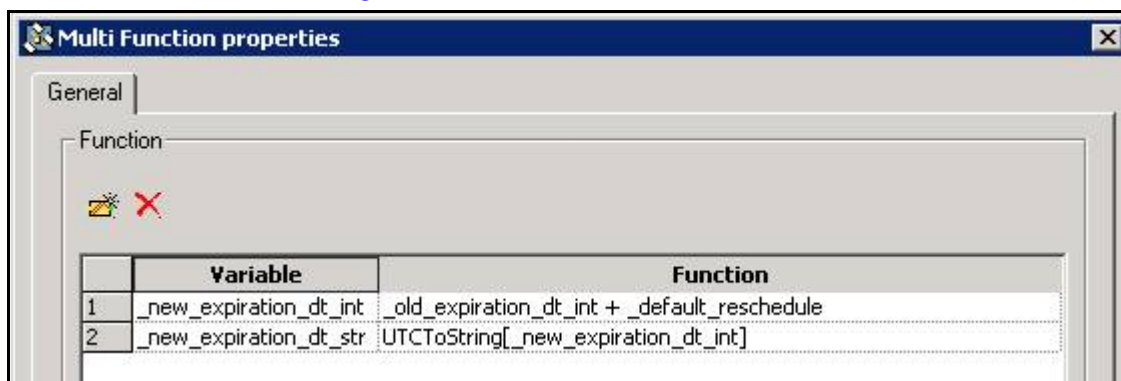 Multi Function properties
General
Function
Variable Function
1 _new_expiration_dt_int _old_expiration_dt_int + _default_reschedule
2 _new_expiration_dt_str UTCToString[_new_expiration_dt_int]